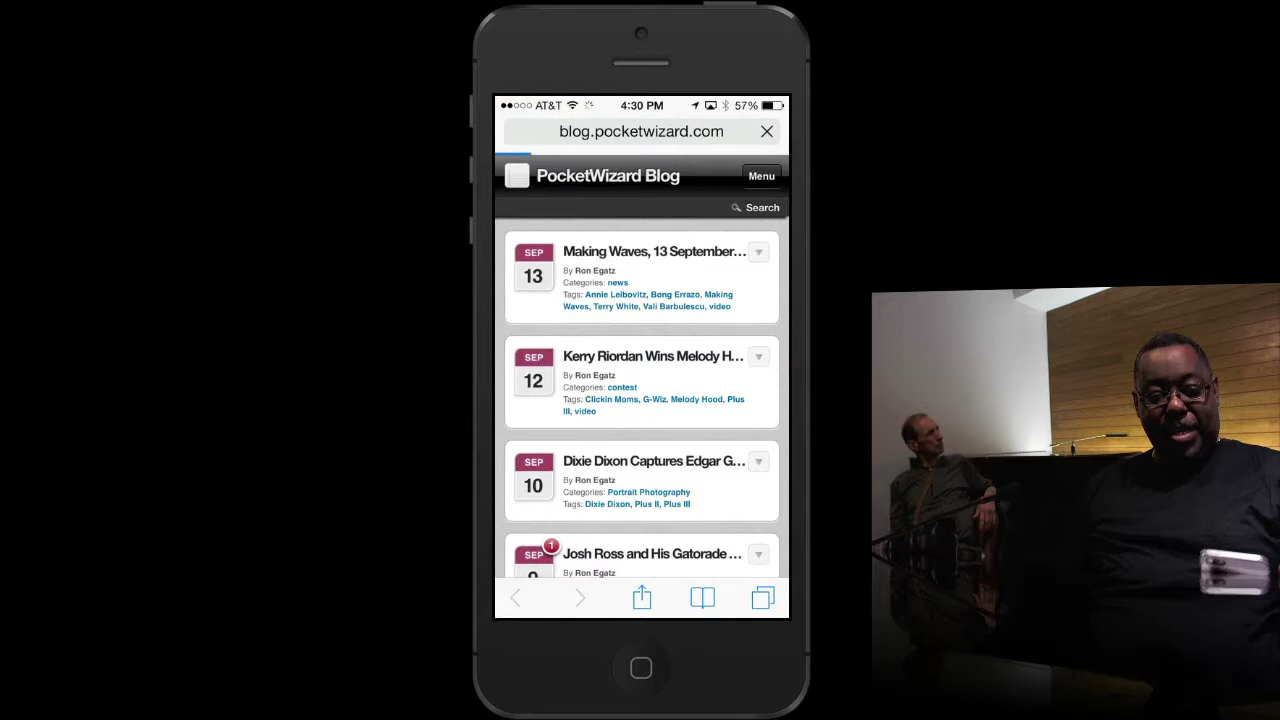 AT&T 4:30 PM 57%
blog.pocketwizard.com
PocketWizard Blog Menu
Search
SEP
13
Making Waves, 13 September…
By Ron Egatz
Categories: news
Tags: Annie Leibovitz, Bong Errazo, Making
Waves, Terry White, Vali Barbulescu, video
SEP
12
Kerry Riordan Wins Melody H…
By Ron Egatz
Categories: contest
Tags: Clickin Moms, G-Wiz, Melody Hood, Plus
III, video
SEP
10
Dixie Dixon Captures Edgar G…
By Ron Egatz
Categories: Portrait Photography
Tags: Dixie Dixon, Plus II, Plus III
SEP
1
Josh Ross and His Gatorade …
By Ron Egatz